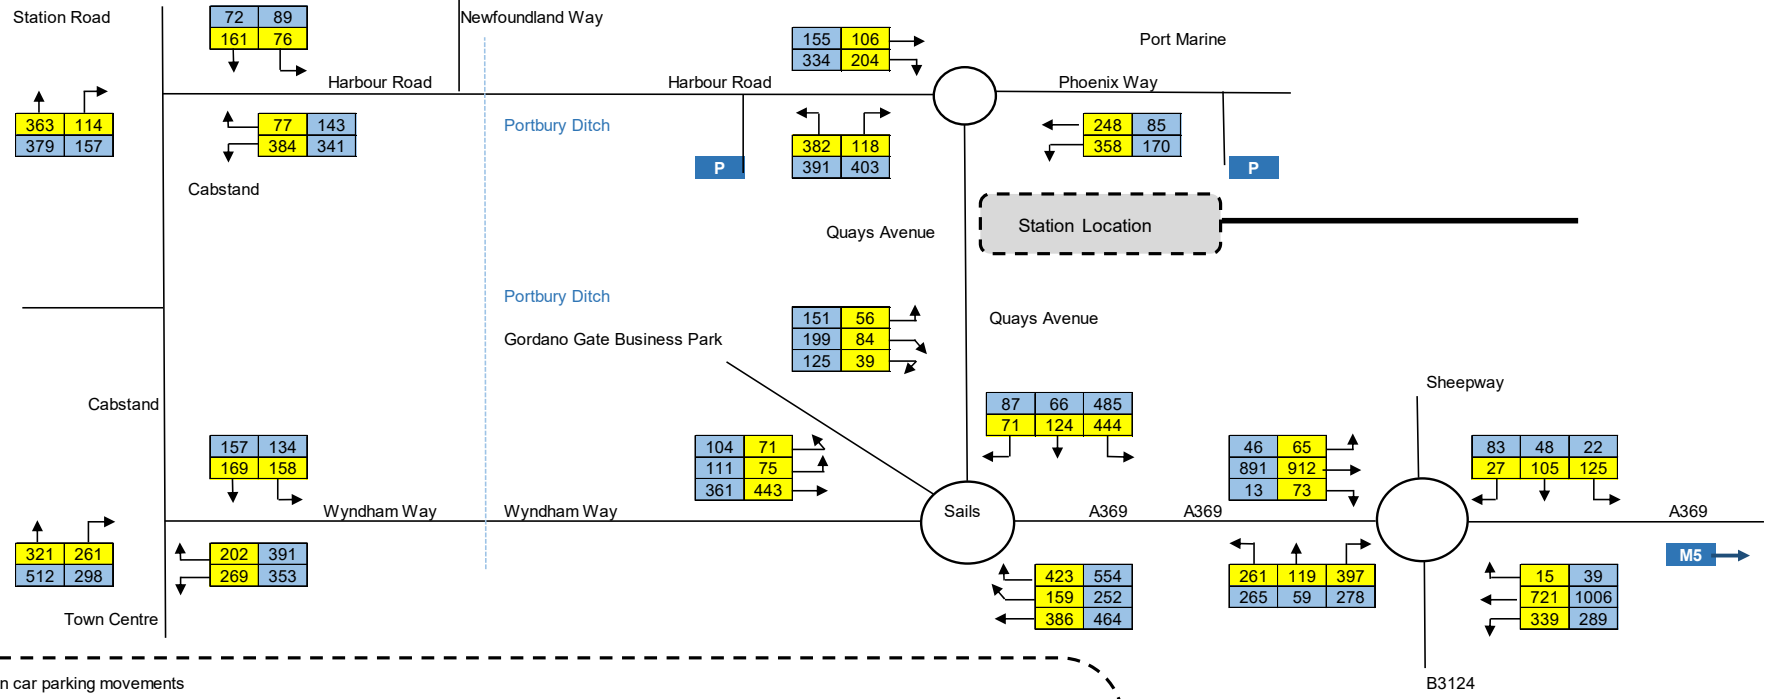 Station Road
72 89
161 76
Newfoundland Way
155 106
334 204
Port Marine
Harbour Road
Harbour Road
Phoenix Way
363 114
379 157
77 143
384 341
Portbury Ditch
382 118
391 403
248 85
358 170
P
P
Cabstand
Quays Avenue
Station Location
Portbury Ditch
Gordano Gate Business Park
151 56
199 84
125 39
Quays Avenue
Sheepway
Cabstand
87 66 485
71 124 444
157 134
169 158
104 71
111 75
361 443
46 65
891 912
13 73
83 48 22
27 105 125
Wyndham Way
Wyndham Way
Sails
A369
A369
A369
321 261
512 298
202 391
269 353
423 554
159 252
386 464
261 119 397
265 59 278
15 39
721 1006
339 289
M5
Town Centre
n car parking movements
B3124